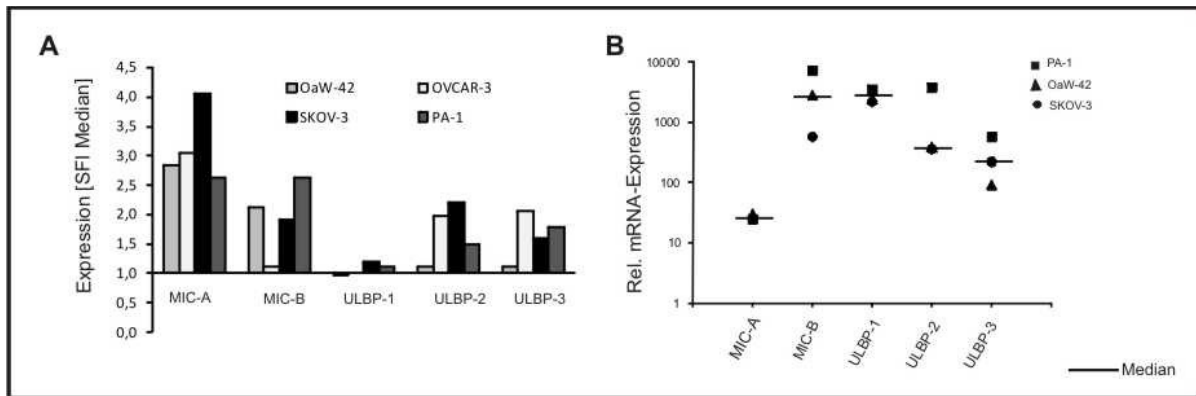 A
Expression [SFI Median]
4,5
4,0
3,5
3,0
2,5
2,0
1,5
1,0
0,5
0,0
OaW-42
OVCAR-3
SKOV-3
PA-1
MIC-A
MIC-B
ULBP-1
ULBP-2
ULBP-3
B
Rel. mRNA-Expression
10000
1000
100
10
1
PA-1
OaW-42
SKOV-3
MIC-A
MIC-B
ULBP-1
ULBP-2
ULBP-3
Median